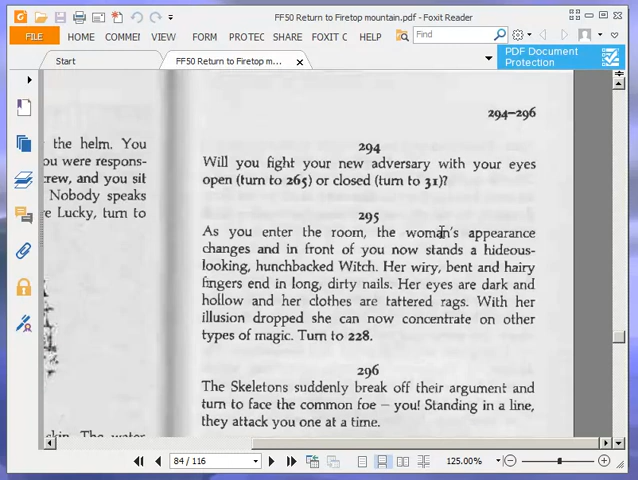 FF50 Return to Firetop mountain.pdf - Foxit Reader
FILE HOME COMMEI VIEW FORM PROTEC SHARE FOXIT C HELP Find
Start FF50 Return to Firetop m... PDF Document
Protection
294–296
the helm. You
ou were respons-
rew, and you sit
Nobody speaks
e Lucky, turn to
skin. The water
294
Will you fight your new adversary with your eyes
open (turn to 265) or closed (turn to 31)?
295
As you enter the room, the woman's appearance
changes and in front of you now stands a hideous-
looking, hunchbacked Witch. Her wiry, bent and hairy
fingers end in long, dirty nails. Her eyes are dark and
hollow and her clothes are tattered rags. With her
illusion dropped she can now concentrate on other
types of magic. Turn to 228.
296
The Skeletons suddenly break off their argument and
turn to face the common foe – you! Standing in a line,
they attack you one at a time.
84 / 116 125.00%